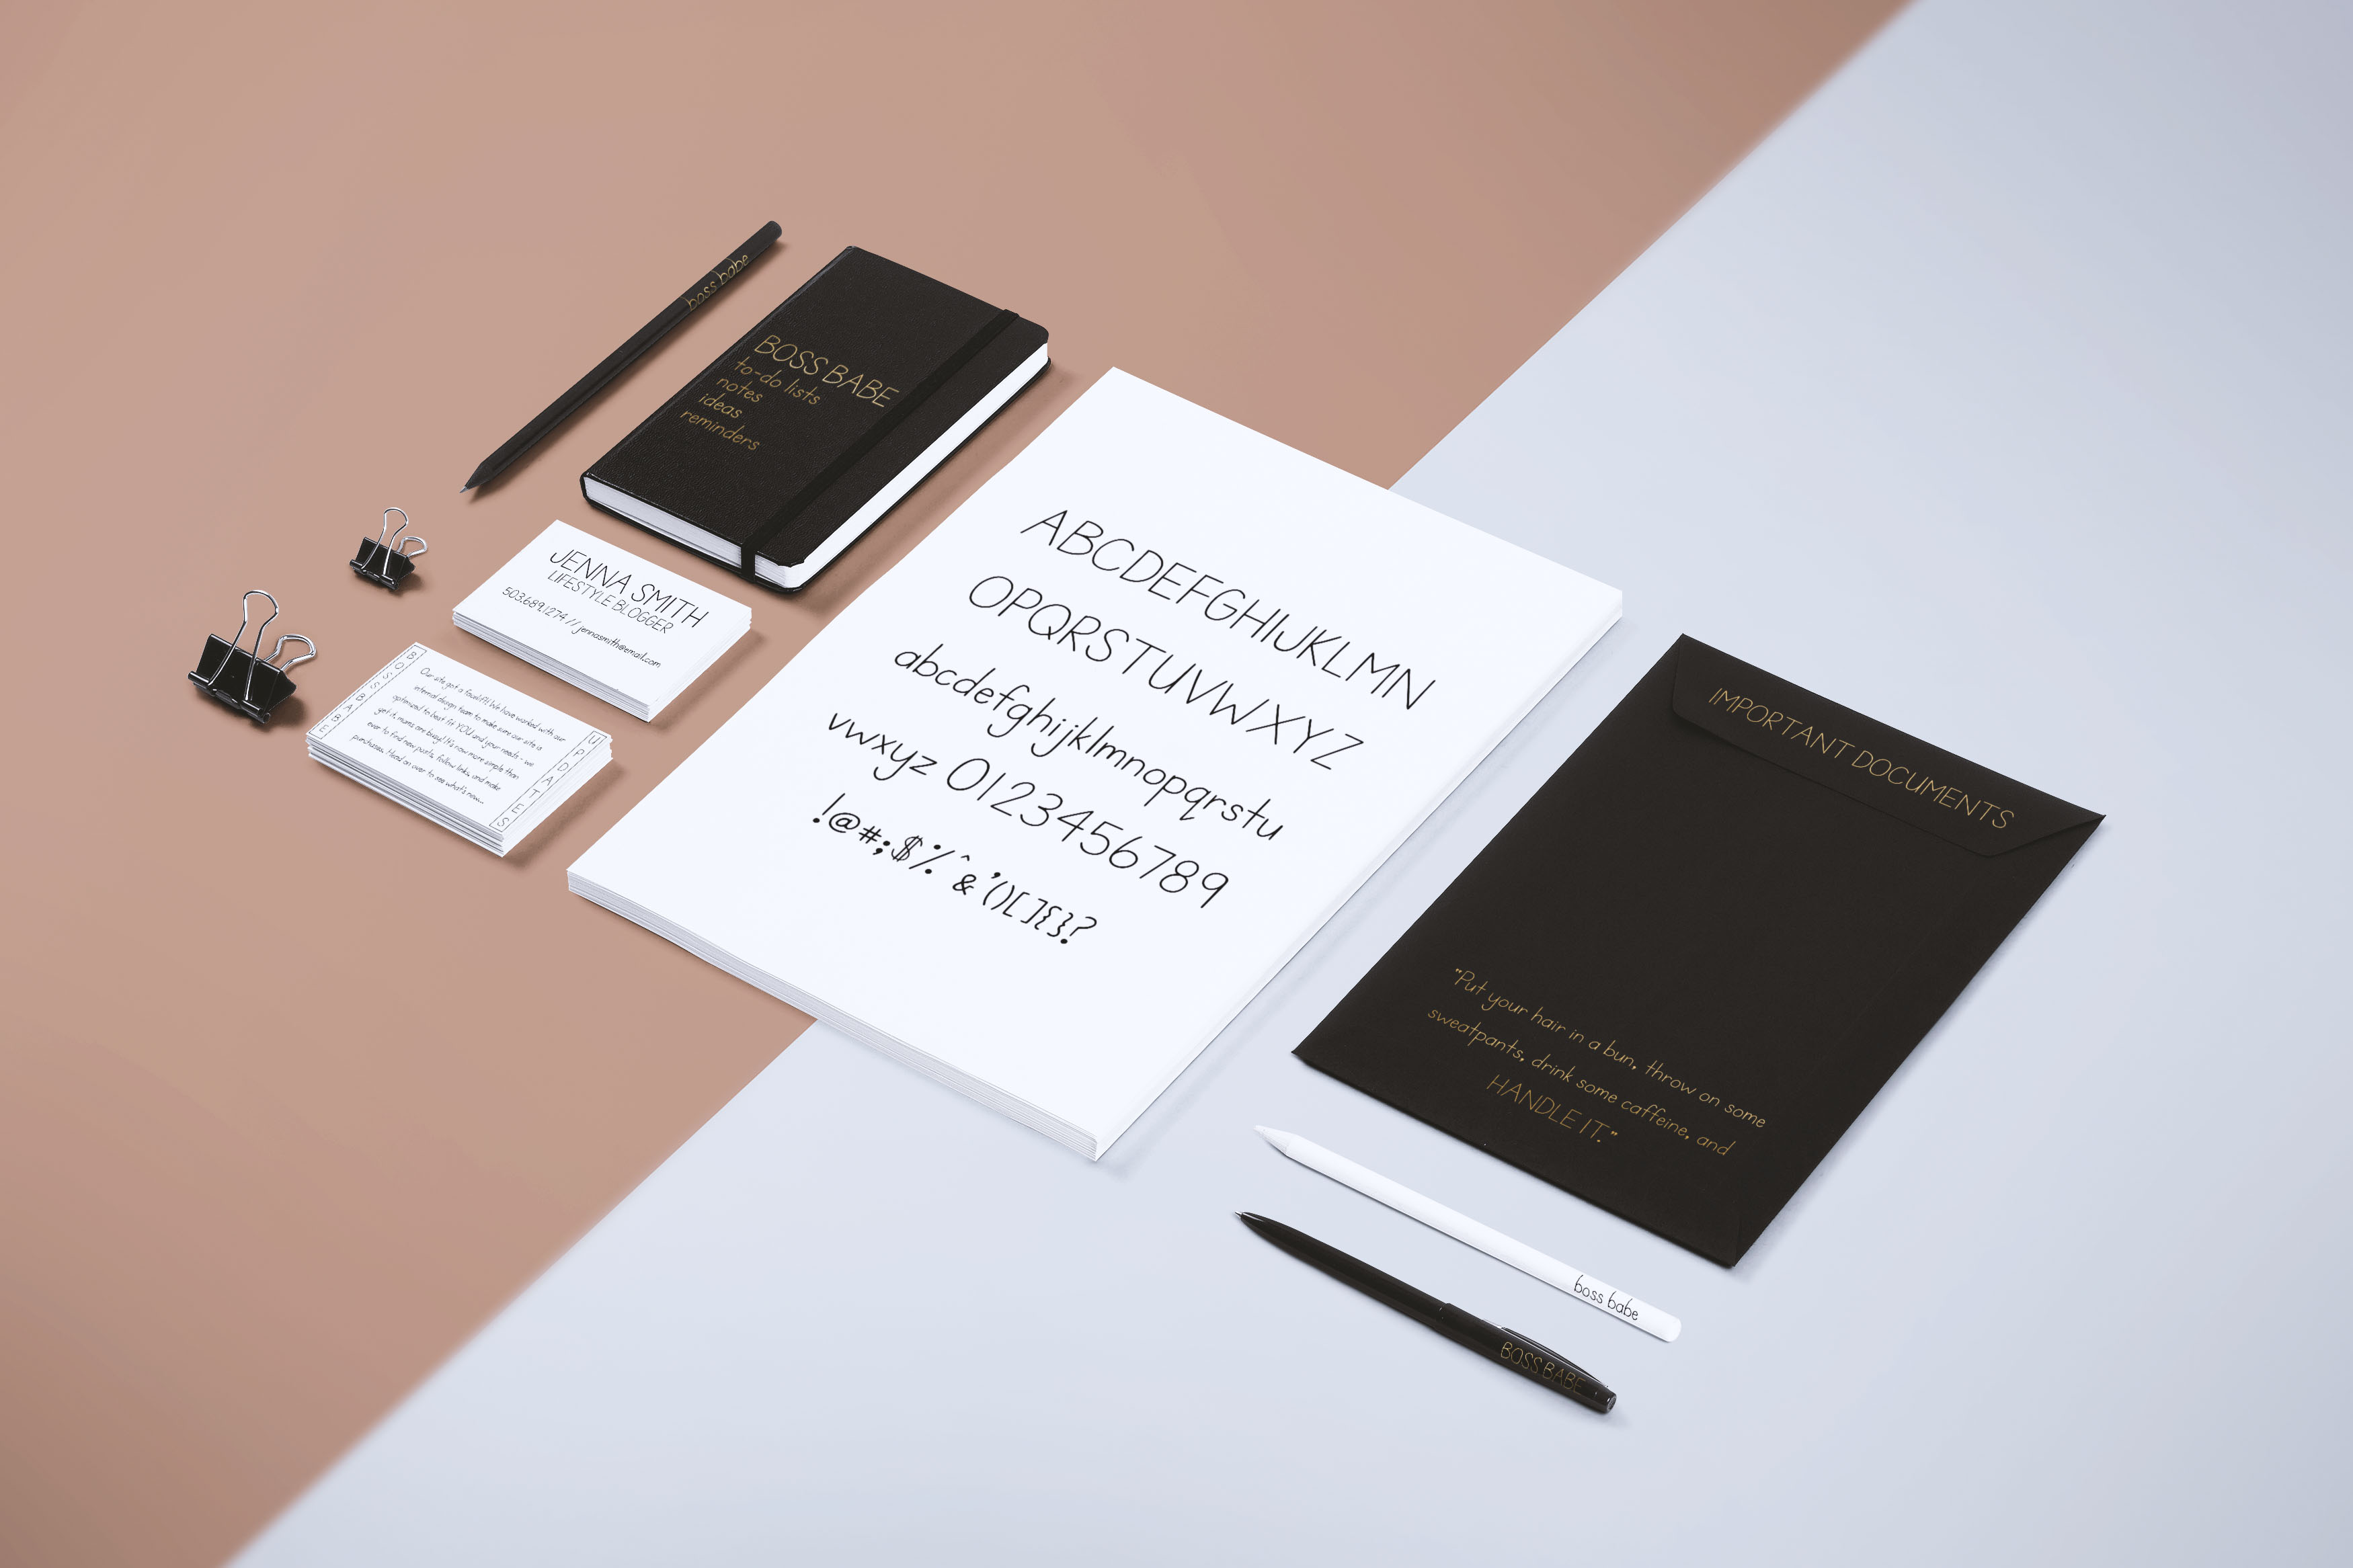 boss babe
BOSS BABE
to-do lists
notes
ideas
reminders
JENNA SMITH
LIFESTYLE BLOGGER
503.689.1274 // jennasmith@email.com
BOSS BABE
Our site got a facelift! We have worked with our
internal design team to make sure our site is
optimized to best fit YOU and your needs - we
get it, mums are busy! It's now more simple than
ever to find new posts, follow links, and make
purchases. Head on over to see what's new...
UPDATES
ABCDEFGHIJKLMN
OPQRSTUVWXYZ
abcdefghijklmnopqrstu
vwxyz 0123456789
!@#;$%^&'()[]{}?
IMPORTANT DOCUMENTS
"Put your hair in a bun, throw on some
sweatpants, drink some caffeine, and
HANDLE IT."
boss babe
BOSS BABE